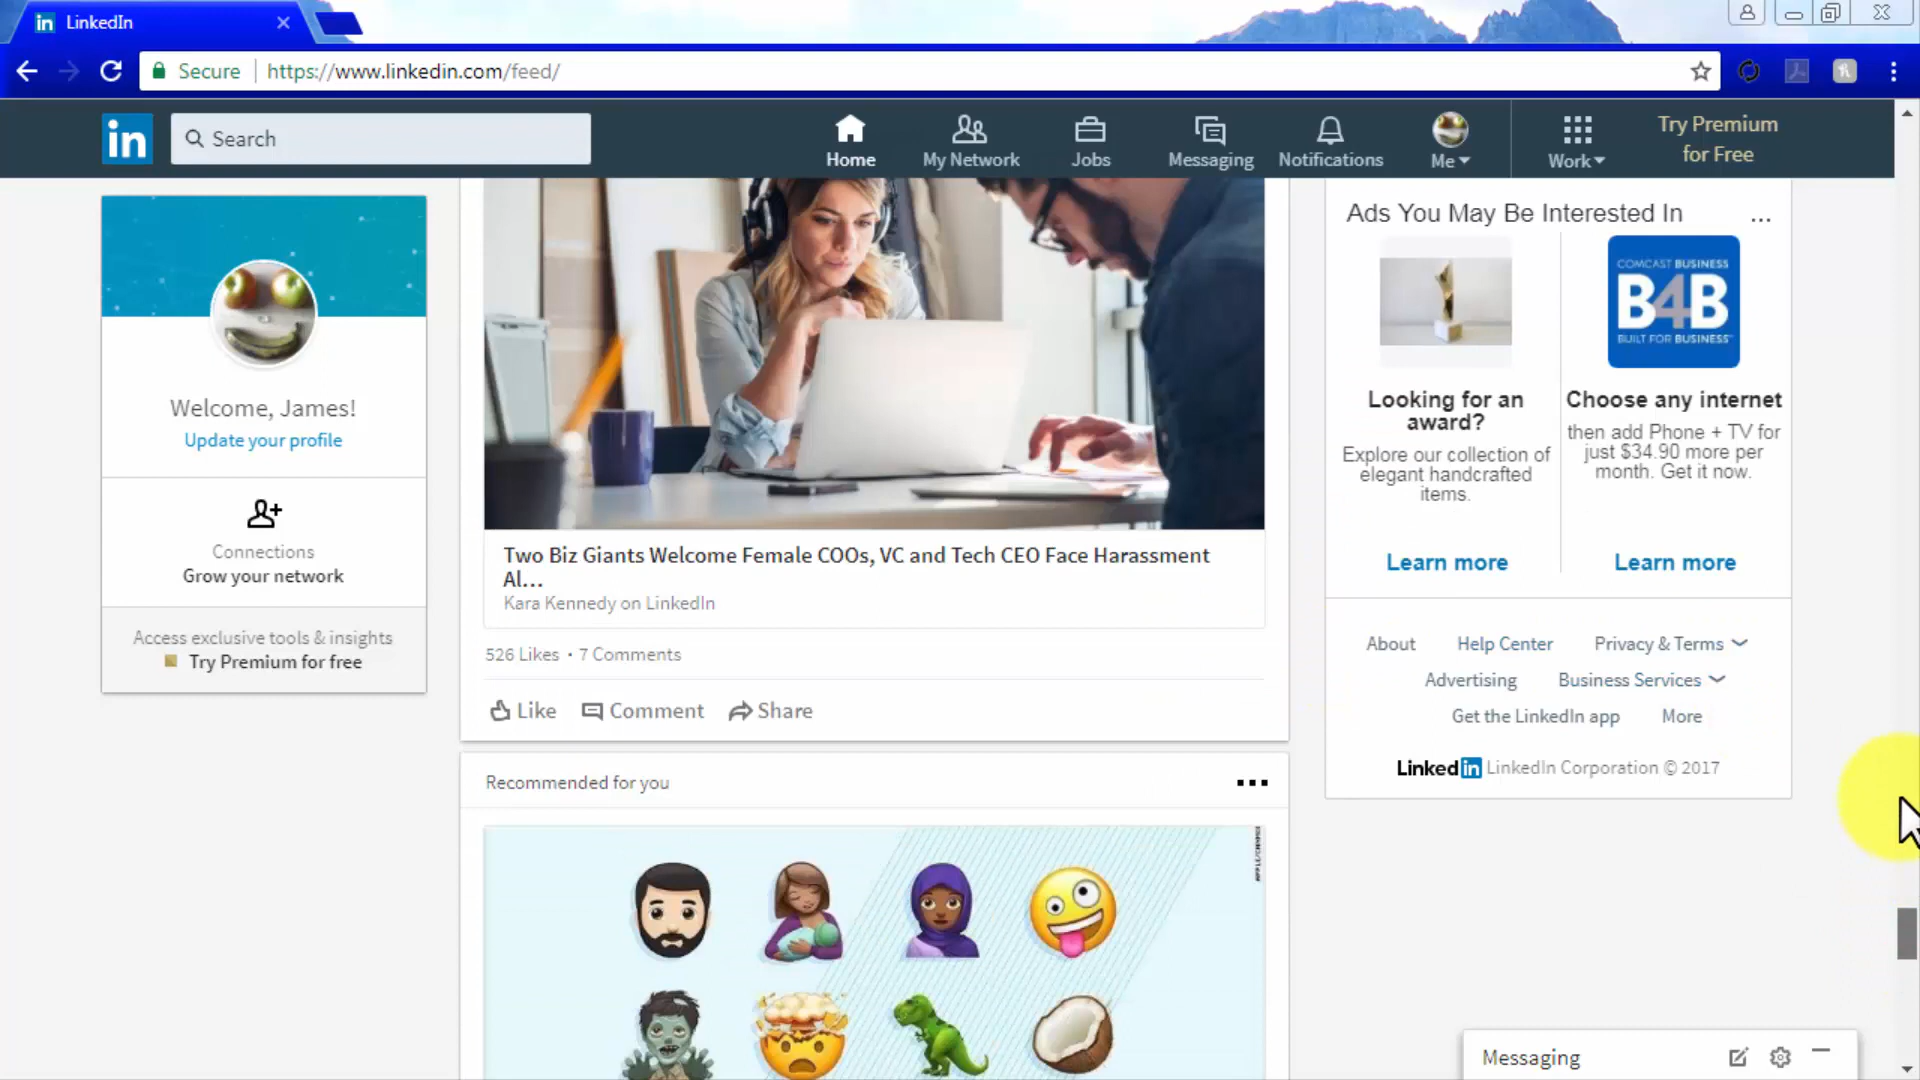 LinkedIn
Secure
https://www.linkedin.com/feed/
in
Search
Home
My Network
Jobs
Messaging
Notifications
Me
Work
Try Premium
for Free
Welcome, James!
Update your profile
Connections
Grow your network
Access exclusive tools & insights
Try Premium for free
Two Biz Giants Welcome Female COOs, VC and Tech CEO Face Harassment
Al...
Kara Kennedy on LinkedIn
526 Likes • 7 Comments
Like
Comment
Share
Recommended for you
Ads You May Be Interested In
Looking for an
award?
Explore our collection of
elegant handcrafted
items.
Learn more
COMCAST BUSINESS
B4B
BUILT FOR BUSINESS
Choose any internet
then add Phone + TV for
just $34.90 more per
month. Get it now.
Learn more
About
Help Center
Privacy & Terms
Advertising
Business Services
Get the LinkedIn app
More
LinkedIn LinkedIn Corporation © 2017
Messaging